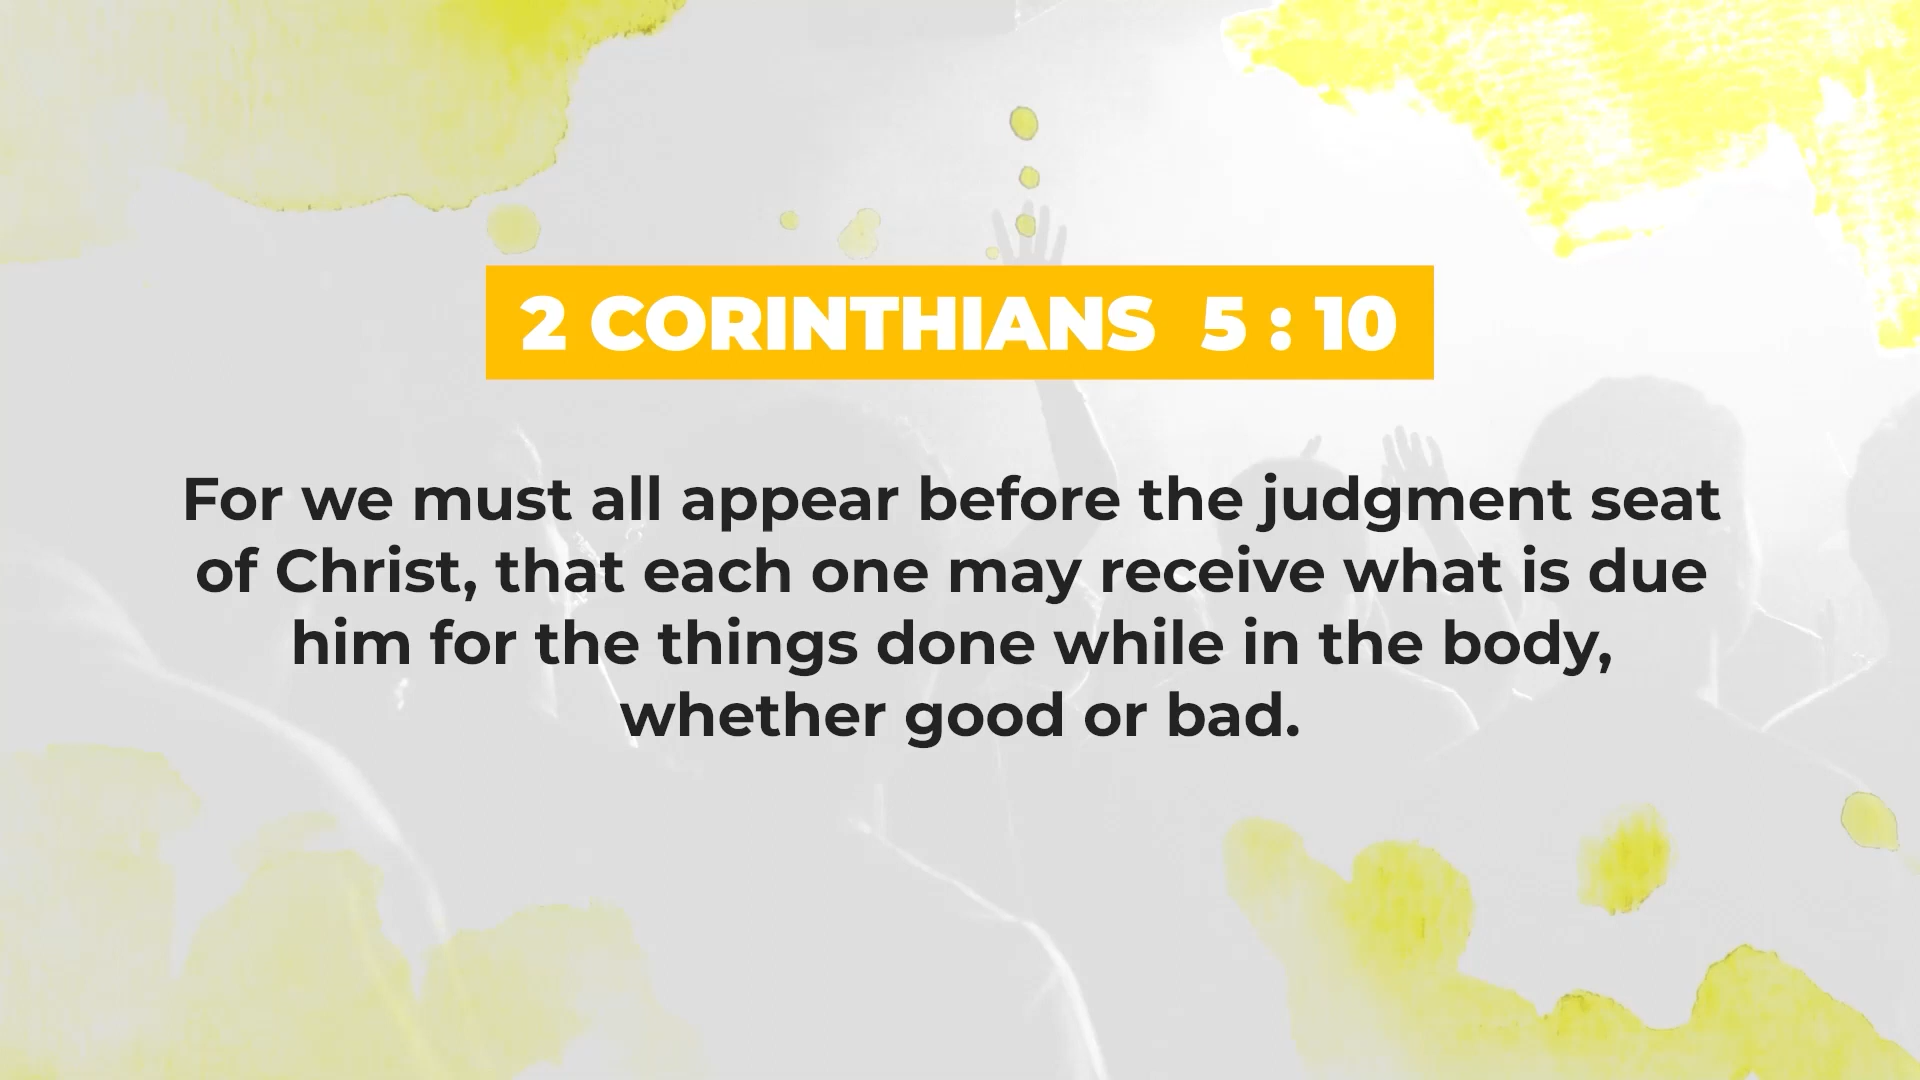 2 CORINTHIANS  5 : 10
For we must all appear before the judgment seat
of Christ, that each one may receive what is due
him for the things done while in the body,
whether good or bad.